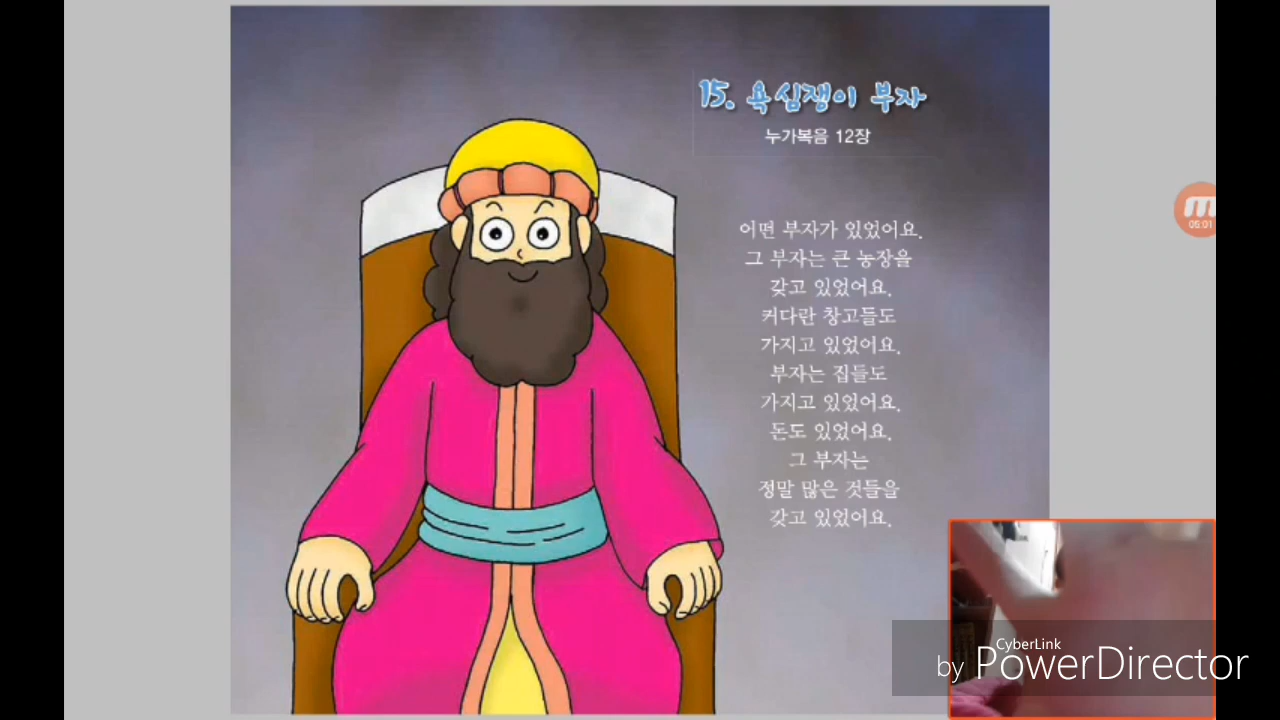 15. 욕심쟁이 부자
누가복음 12장
어떤 부자가 있었어요.
그 부자는 큰 농장을
갖고 있었어요.
커다란 창고들도
가지고 있었어요.
부자는 집들도
가지고 있었어요.
돈도 있었어요.
그 부자는
정말 많은 것들을
갖고 있었어요.
05:01
CyberLink
by PowerDirector